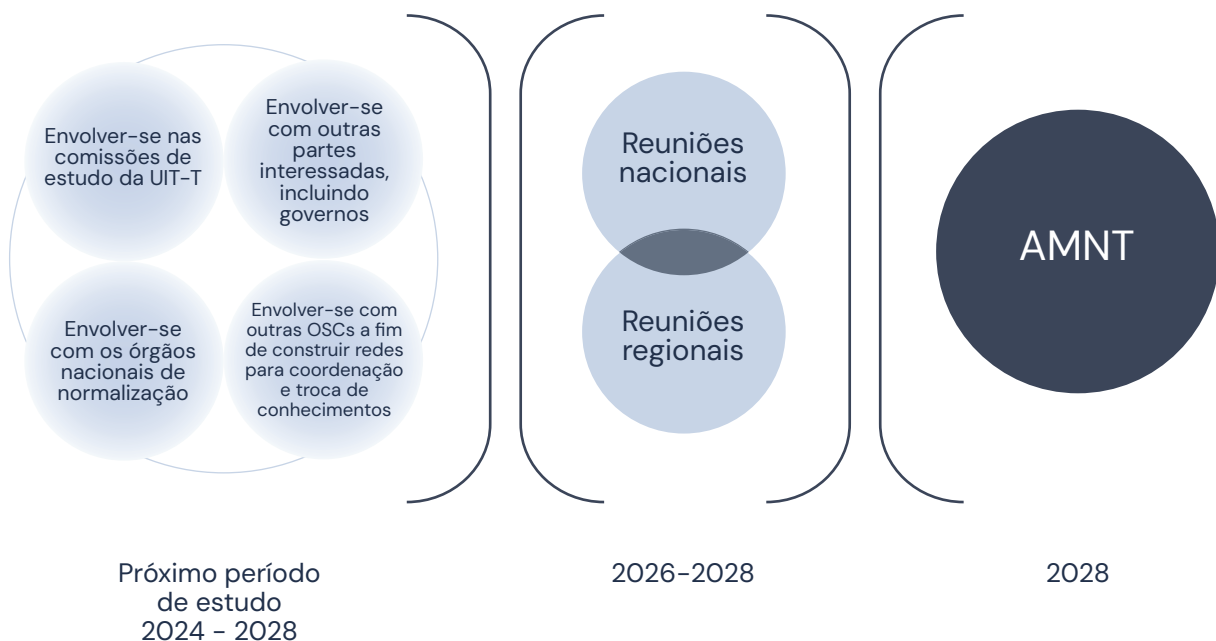 Envolver-se nas
comissões de
estudo da UIT-T
Envolver-se
com outras
partes
interessadas,
incluindo
governos
Envolver-se
com os órgãos
nacionais de
normalização
Envolver-se com
outras OSCs a fim
de construir redes
para coordenação
e troca de
conhecimentos
Próximo período
de estudo
2024 - 2028
Reuniões
nacionais
Reuniões
regionais
2026-2028
AMNT
2028